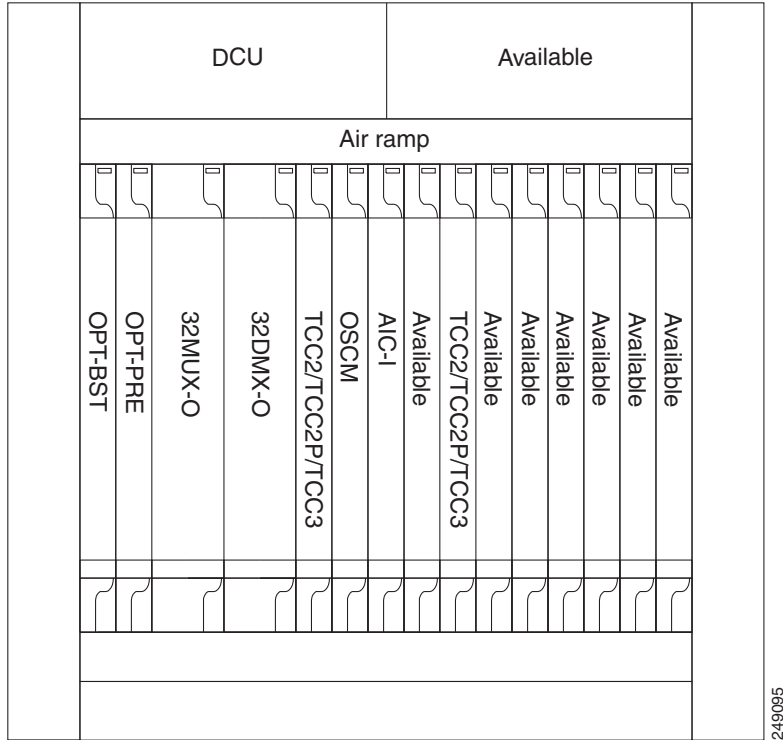 DCU
Available
Air ramp
OPT-BST
OPT-PRE
32MUX-O
32DMX-O
TCC2/TCC2P/TCC3
OSCM
AIC-I
Available
TCC2/TCC2P/TCC3
Available
Available
Available
Available
Available
Available
249095